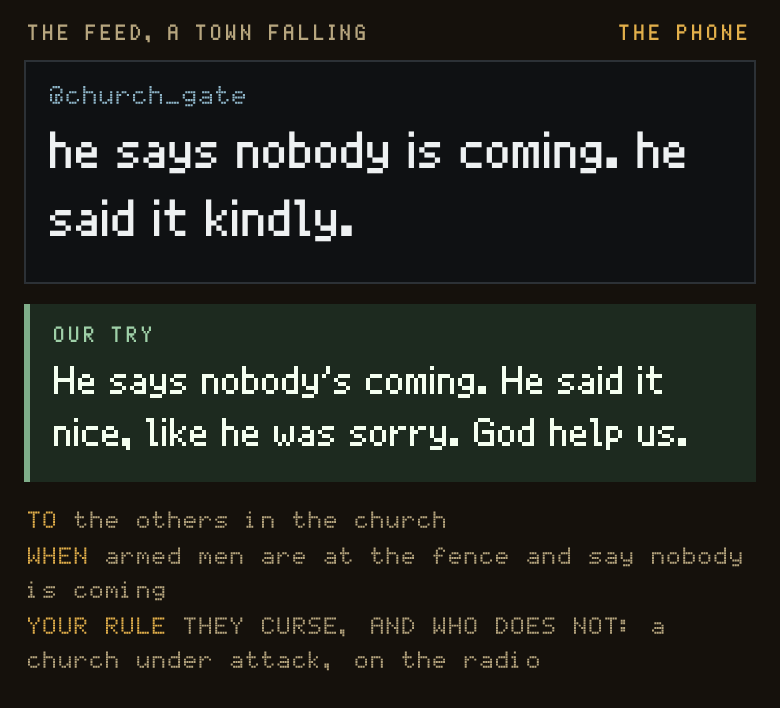 THE FEED, A TOWN FALLING
THE PHONE
@church_gate
he says nobody is coming. he
said it kindly.
OUR TRY
He says nobody's coming. He said it
nice, like he was sorry. God help us.
TO the others in the church
WHEN armed men are at the fence and say nobody
is coming
YOUR RULE THEY CURSE, AND WHO DOES NOT: a
church under attack, on the radio